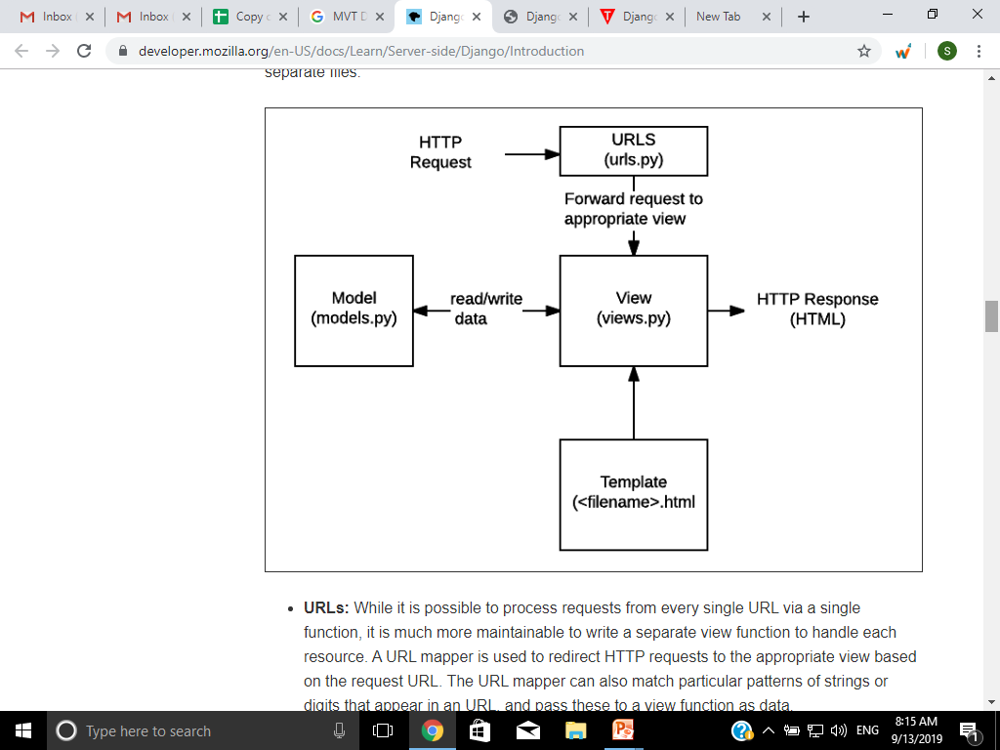 Inbox
Inbox
Copy
MVT D
Djang
Djang
Djang
New Tab
developer.mozilla.org/en-US/docs/Learn/Server-side/Django/Introduction
S
separate files.
HTTP
Request
URLS
(urls.py)
Forward request to
appropriate view
Model
(models.py)
read/write
data
View
(views.py)
HTTP Response
(HTML)
Template
(<filename>.html
• URLs: While it is possible to process requests from every single URL via a single
function, it is much more maintainable to write a separate view function to handle each
resource. A URL mapper is used to redirect HTTP requests to the appropriate view based
on the request URL. The URL mapper can also match particular patterns of strings or
digits that appear in an URL, and pass these to a view function as data.
Type here to search
ENG
8:15 AM
9/13/2019
1